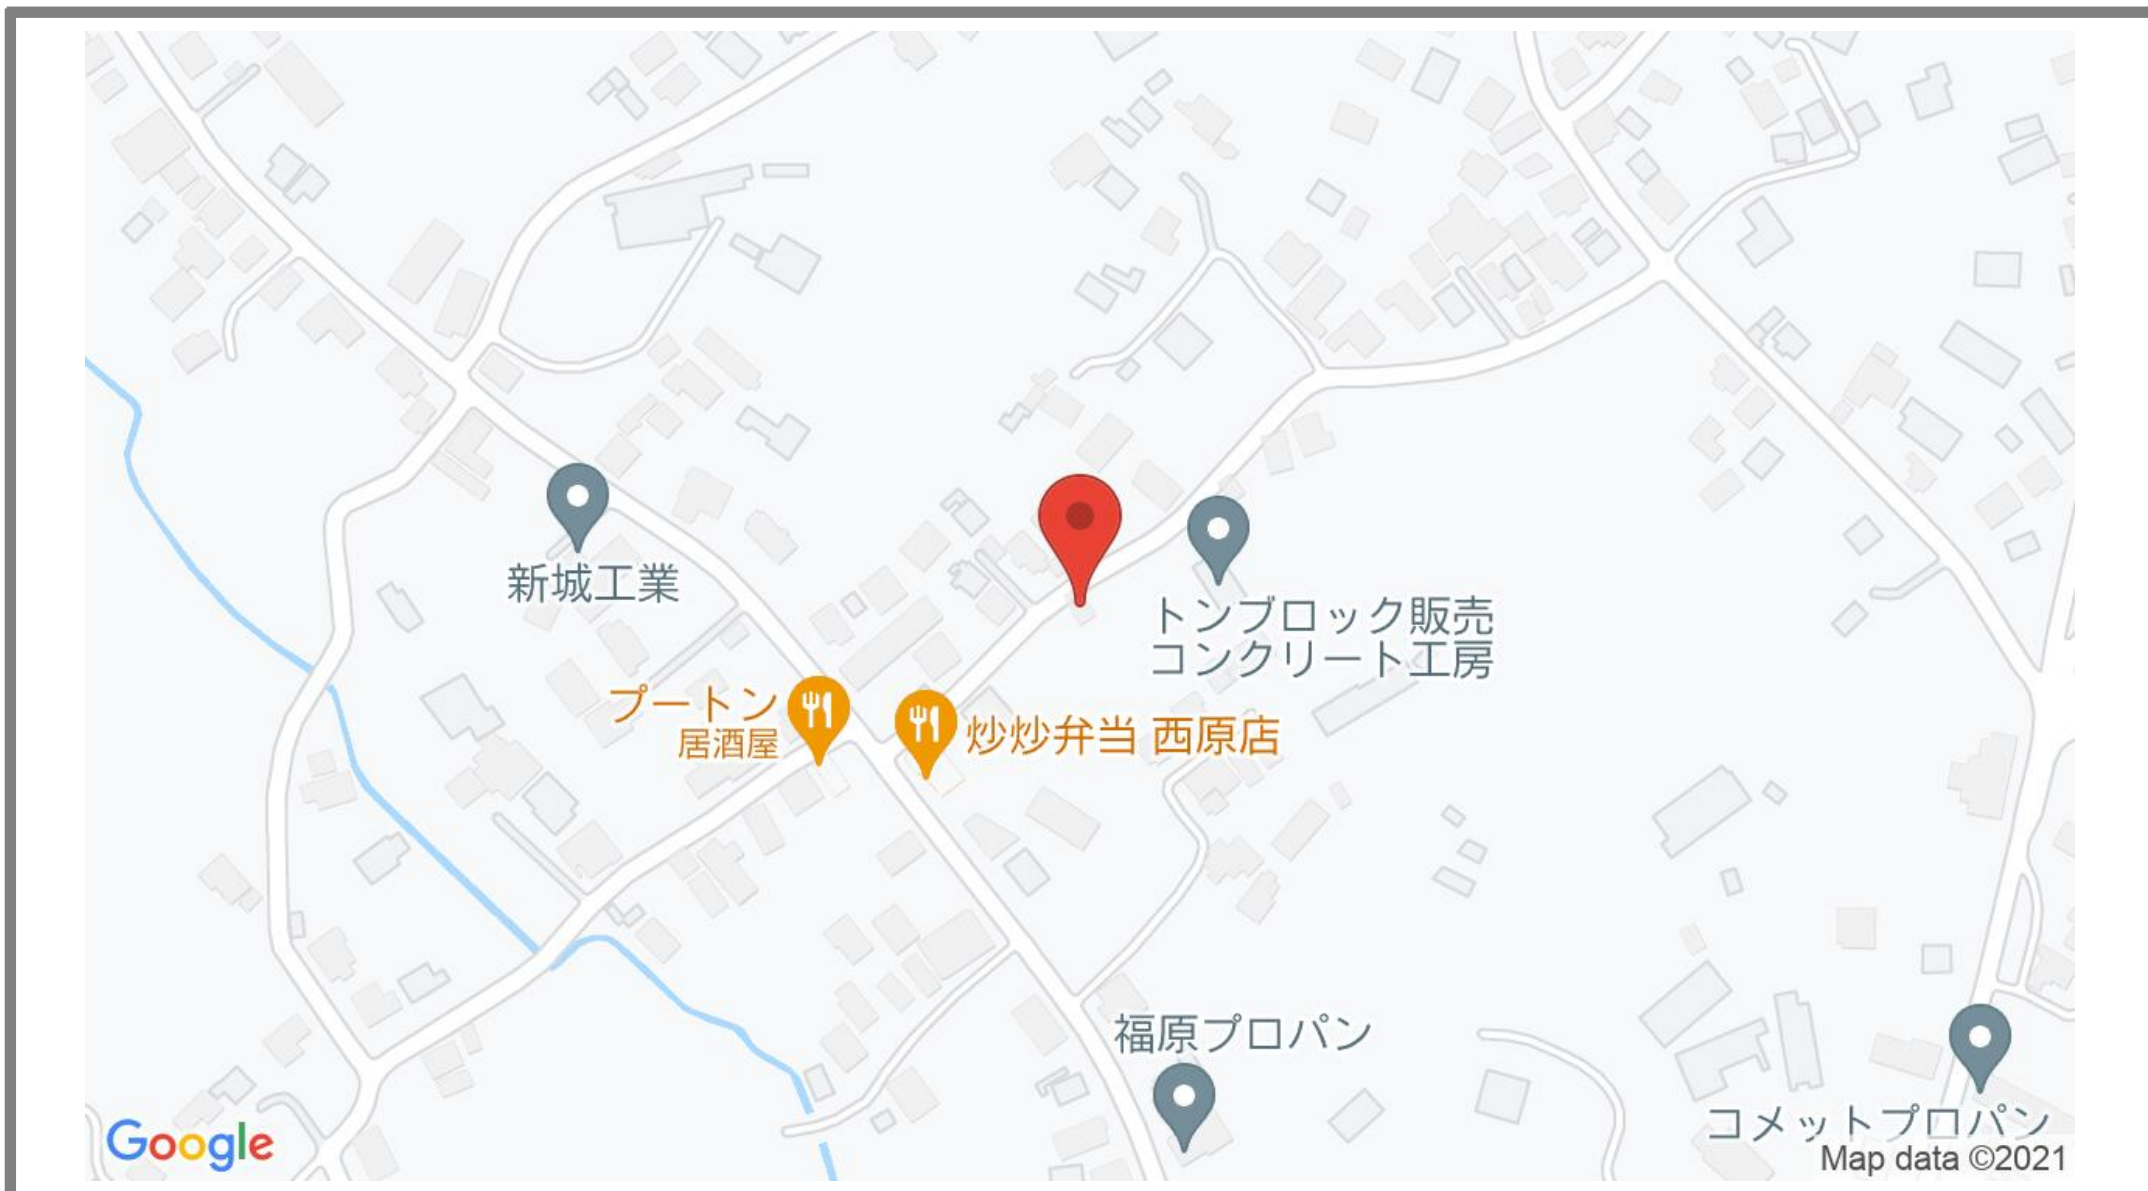 新城工業
トンブロック販売
コンクリート工房
プートン
居酒屋
炒炒弁当 西原店
福原プロパン
コメットプロパン
Google
Map data ©2021